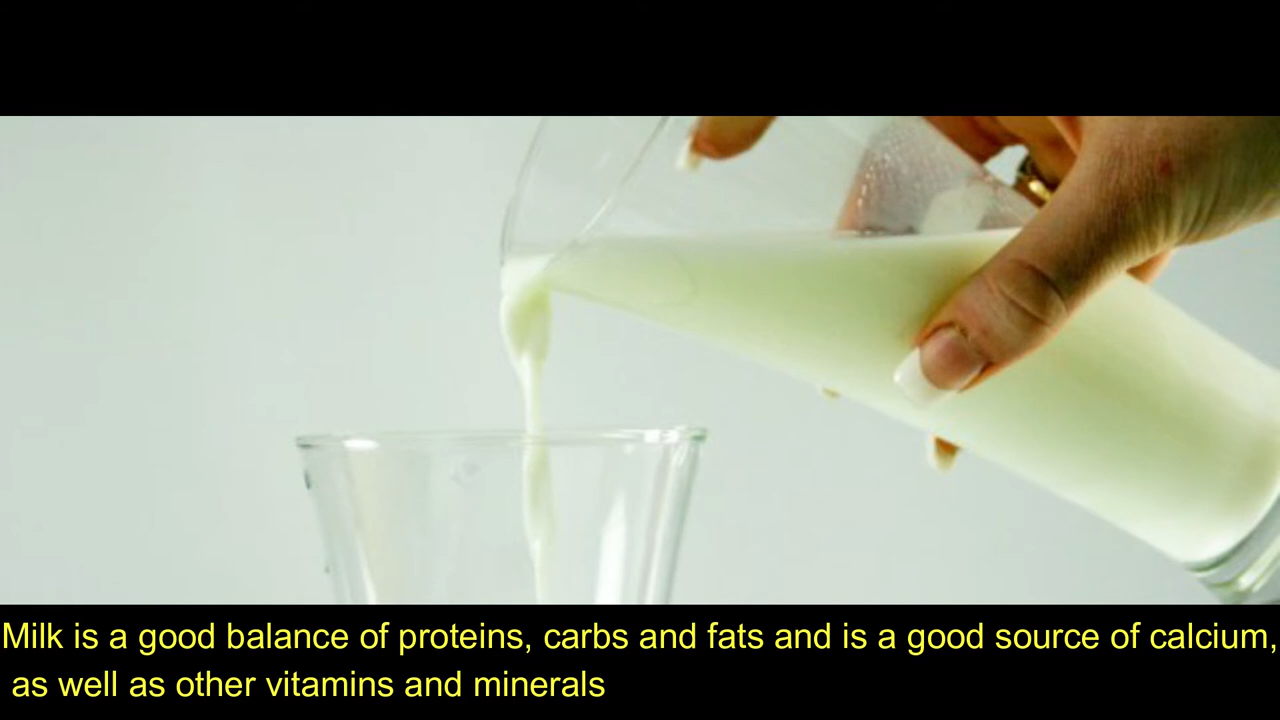 Milk is a good balance of proteins, carbs and fats and is a good source of calcium,
as well as other vitamins and minerals